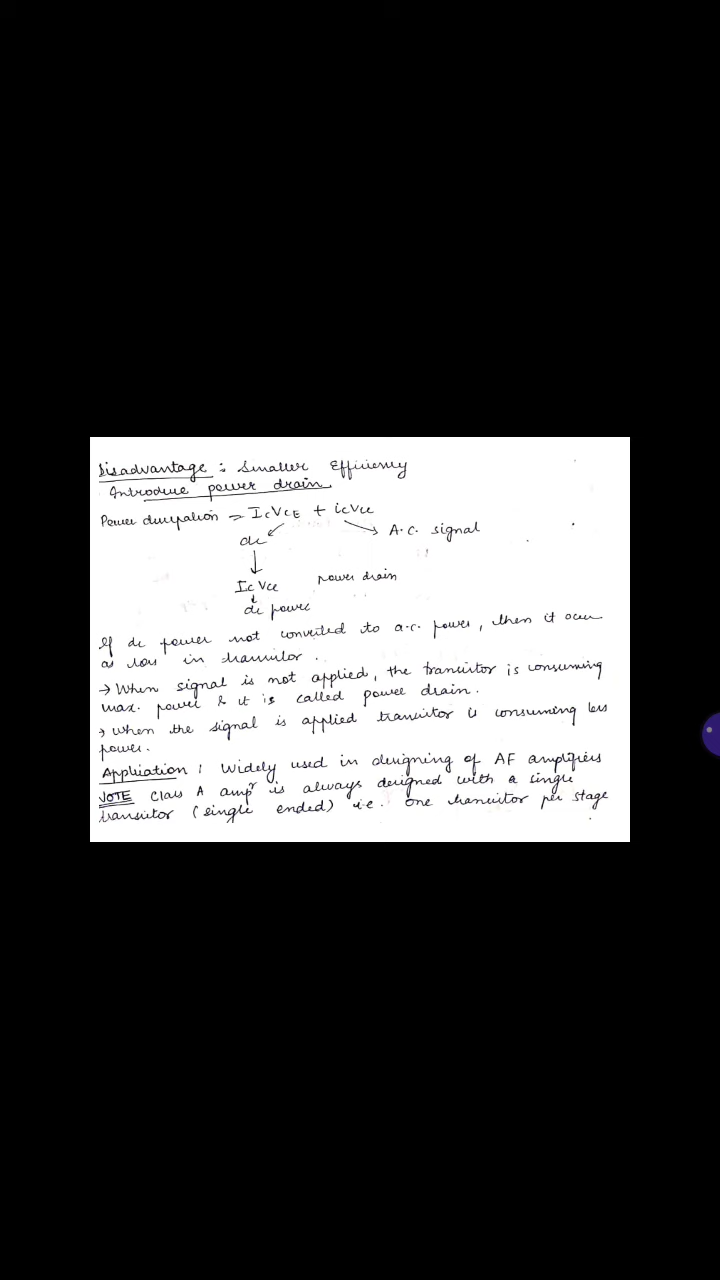 Disadvantage : Smaller Efficiency
Introduce power drain.
Power dissipation = IcVcE + icVce
dc A.C. signal
IcVce power drain
dc power
If dc power not converted to a.c. power, then it occur
as loss in transistor.
→ When signal is not applied, the transistor is consuming
max. power & it is called power drain.
→ when the signal is applied transistor is consuming less
power.
Application : Widely used in designing of AF amplifiers
NOTE Class A ampr is always designed with a single
transistor (single ended) i.e. one transistor per stage